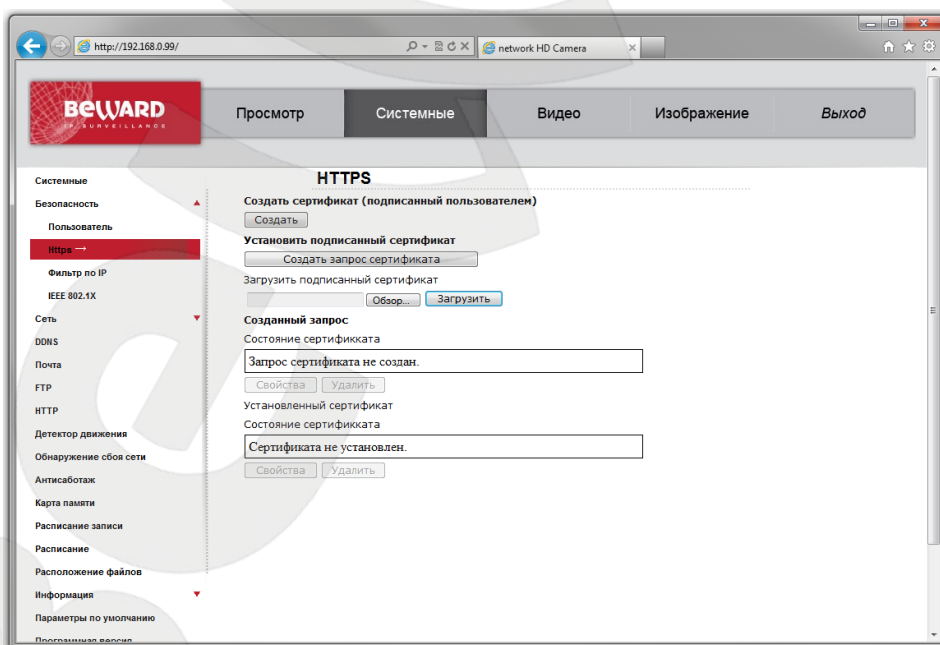 http://192.168.0.99/
network HD Camera
BEWARD
IP SURVEILLANCE
Просмотр
Системные
Видео
Изображение
Выход
Системные
Безопасность
Пользователь
Https →
Фильтр по IP
IEEE 802.1X
Сеть
DDNS
Почта
FTP
HTTP
Детектор движения
Обнаружение сбоя сети
Антисаботаж
Карта памяти
Расписание записи
Расписание
Расположение файлов
Информация
Параметры по умолчанию
Программная версия
HTTPS
Создать сертификат (подписанный пользователем)
Создать
Установить подписанный сертификат
Создать запрос сертификата
Загрузить подписанный сертификат
Обзор... Загрузить
Созданный запрос
Состояние сертификката
Запрос сертификата не создан.
Свойства Удалить
Установленный сертификат
Состояние сертификката
Сертификата не установлен.
Свойства Удалить